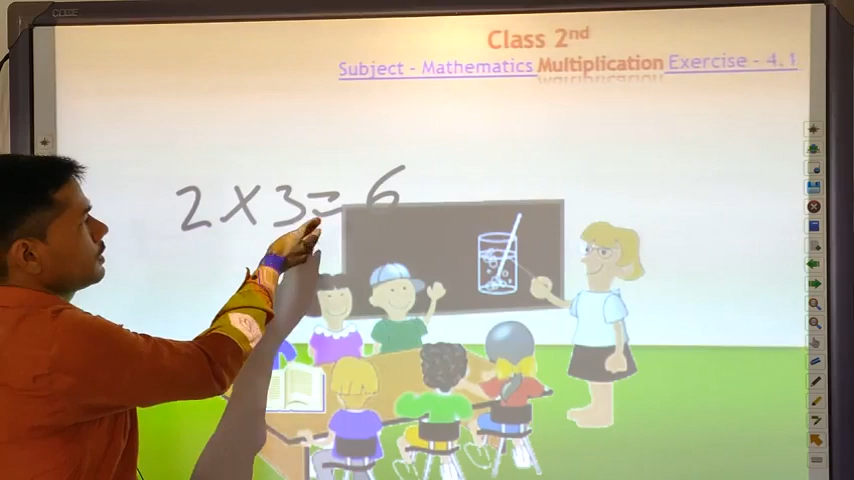 Class 2nd
Subject - Mathematics Multiplication Exercise - 4.1
2 × 3 = 6